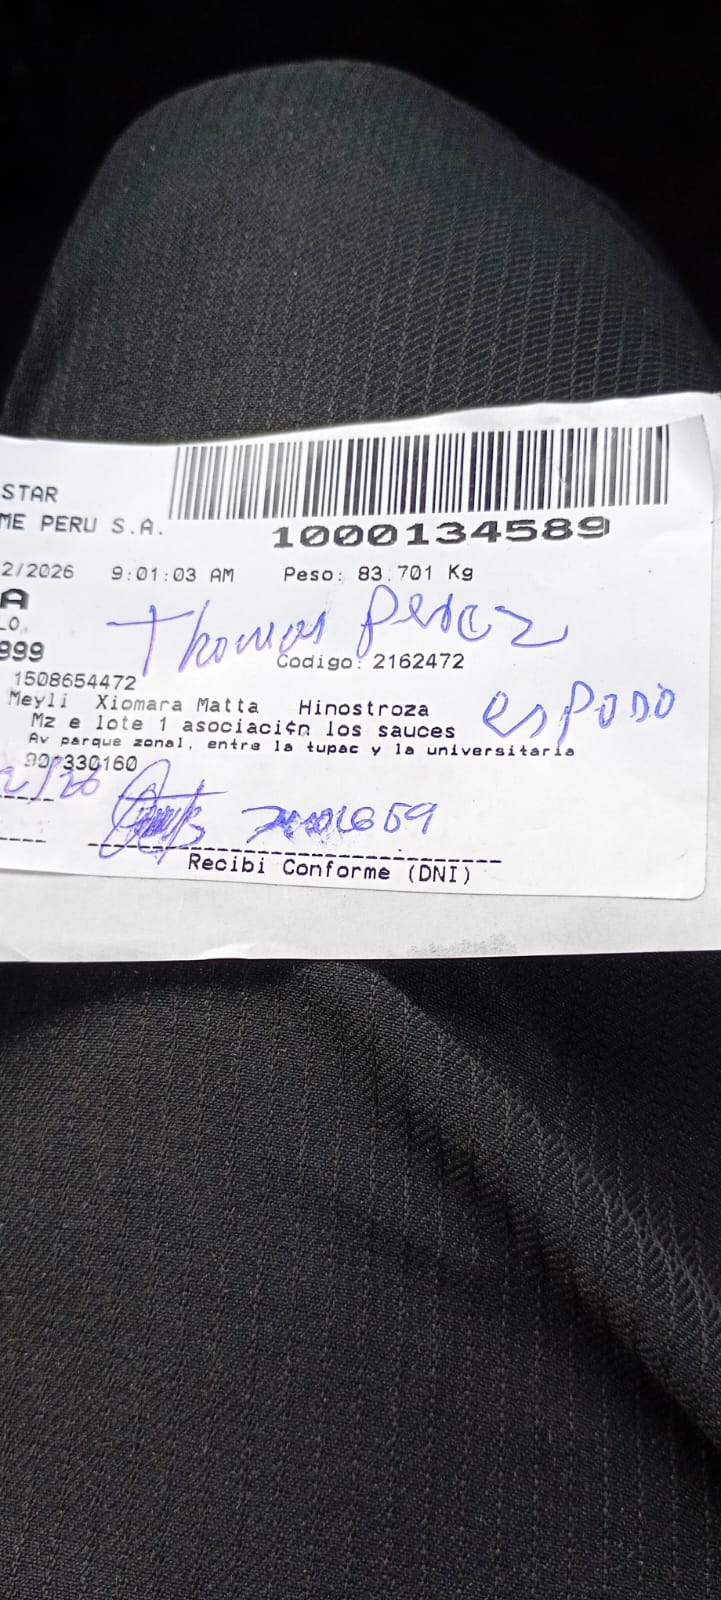 STAR
ME PERU S.A.
1000134589
2/2026 9:01:03 AM Peso: 83.701 Kg
A
LO,
Thomas Perez
999
Codigo: 2162472
1508654472
Meyli Xiomara Matta Hinostroza
esposo
Mz e lote 1 asociaci¢n los sauces
Av parque zonal, entre la tupac y la universitaria
330160
Recibi Conforme (DNI)